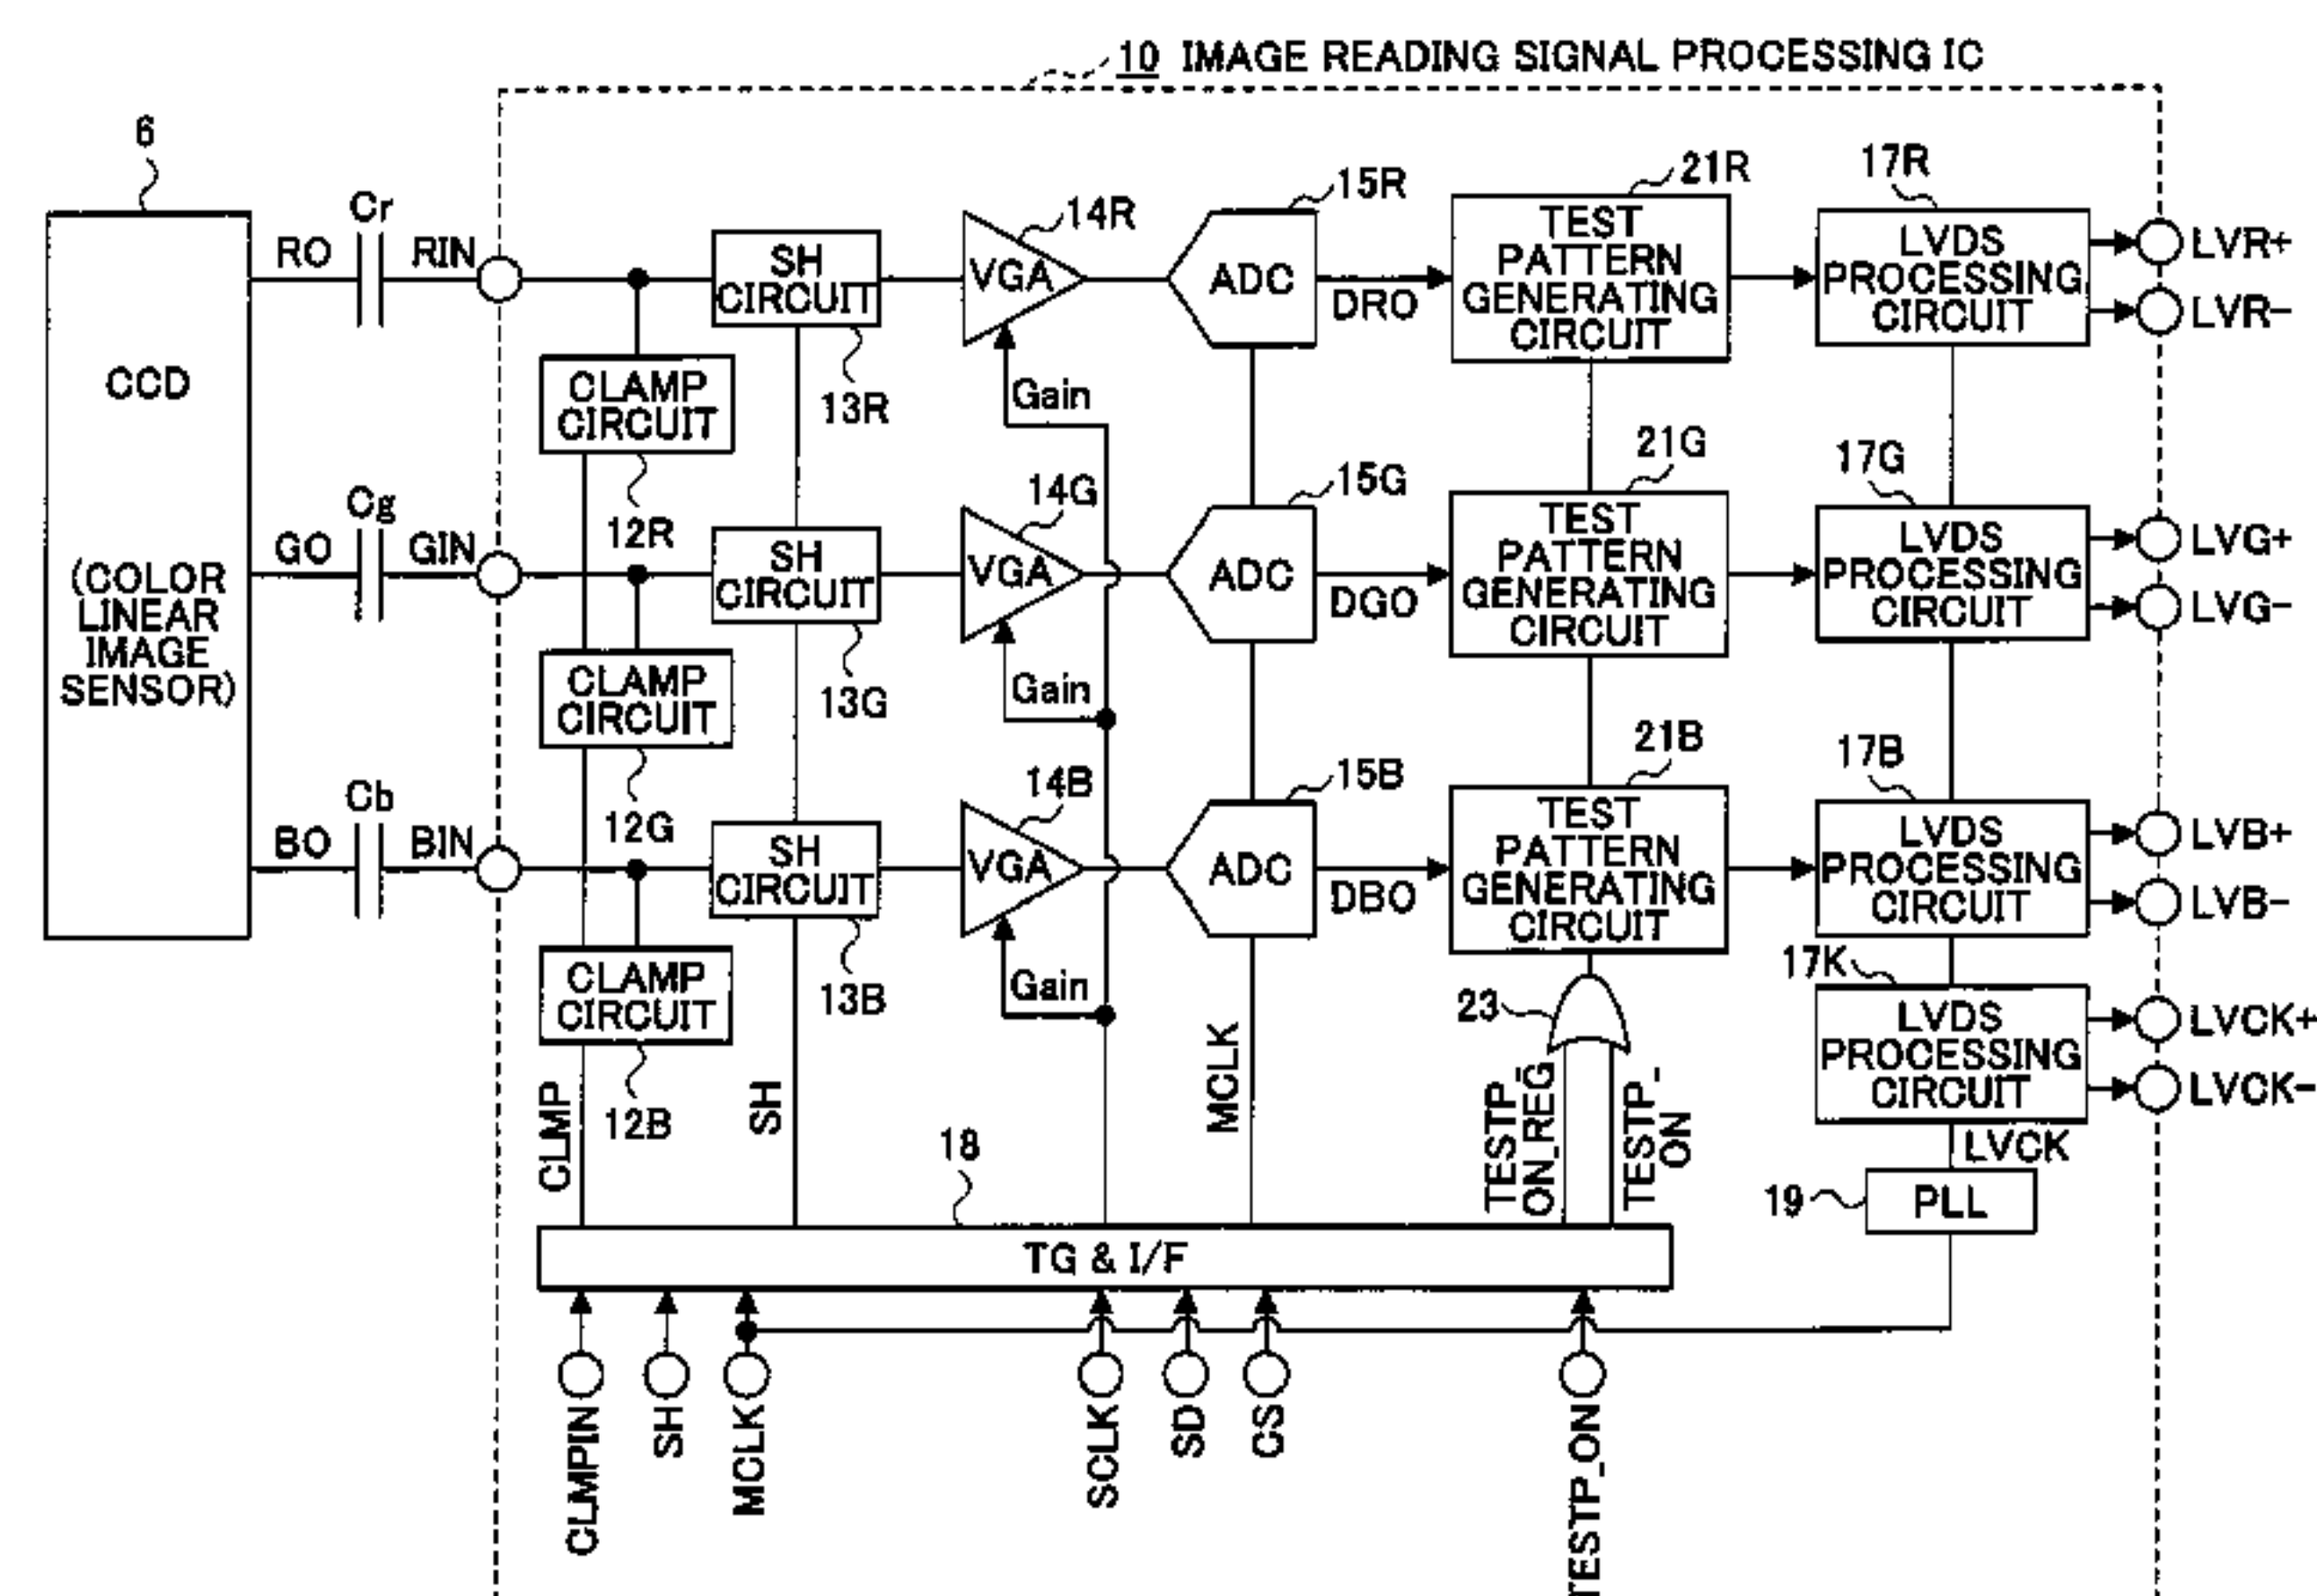 10 IMAGE READING SIGNAL PROCESSING IC
6
CCD
(COLOR
LINEAR
IMAGE
SENSOR)
RO
Cr
RIN
GO
Cg
GIN
BO
Cb
BIN
CLAMP
CIRCUIT
12R
CLAMP
CIRCUIT
12G
CLAMP
CIRCUIT
12B
SH
CIRCUIT
13R
SH
CIRCUIT
13G
SH
CIRCUIT
13B
VGA
14R
Gain
VGA
14G
Gain
VGA
14B
Gain
ADC
15R
DRO
ADC
15G
DGO
ADC
15B
DBO
21R
TEST
PATTERN
GENERATING
CIRCUIT
21G
TEST
PATTERN
GENERATING
CIRCUIT
21B
TEST
PATTERN
GENERATING
CIRCUIT
17R
LVDS
PROCESSING
CIRCUIT
LVR+
LVR-
17G
LVDS
PROCESSING
CIRCUIT
LVG+
LVG-
17B
LVDS
PROCESSING
CIRCUIT
LVB+
LVB-
17K
LVDS
PROCESSING
CIRCUIT
LVCK+
LVCK-
LVCK
19
PLL
23
CLMP
SH
18
MCLK
TESTP_
ON_REG
TESTP_
ON
TG & I/F
CLMPIN
SH
MCLK
SCLK
SD
CS
TESTP_ON